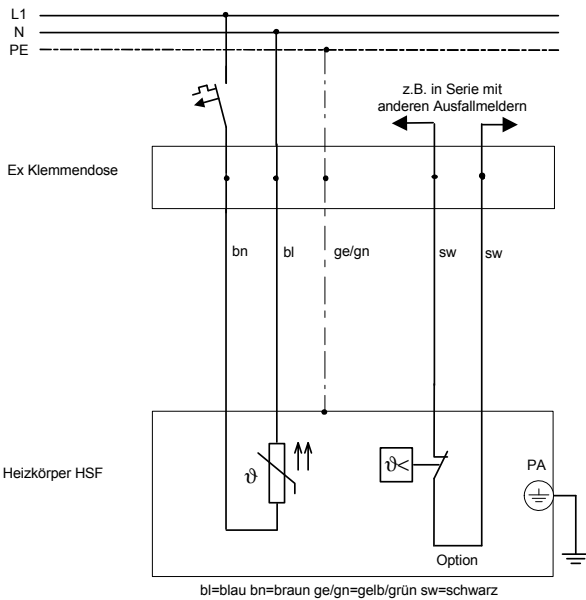 L1
N
PE
z.B. in Serie mit
anderen Ausfallmeldern
Ex Klemmendose
bn
bl
ge/gn
sw
sw
Heizkörper HSF
ϑ
ϑ<
PA
Option
bl=blau bn=braun ge/gn=gelb/grün sw=schwarz